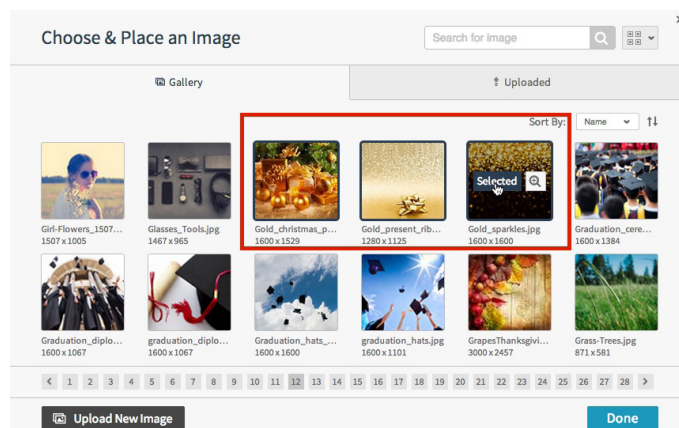 Choose & Place an Image
Search for image
Gallery
Uploaded
Sort By: Name
Girl-Flowers_1507...
1507 x 1005
Glasses_Tools.jpg
1467 x 965
Gold_christmas_p...
1600 x 1529
Gold_present_rib...
1280 x 1125
Selected
Gold_sparkles.jpg
1600 x 1600
Graduation_cere...
1600 x 1384
Graduation_diplo...
1600 x 1067
graduation_diplo...
1600 x 1067
Graduation_hats_...
1600 x 1600
graduation_hats.jpg
1600 x 1101
GrapesThanksgivi...
3000 x 2457
Grass-Trees.jpg
871 x 581
< 1 2 3 4 5 6 7 8 9 10 11 12 13 14 15 16 17 18 19 20 21 22 23 24 25 26 27 28 >
Upload New Image
Done